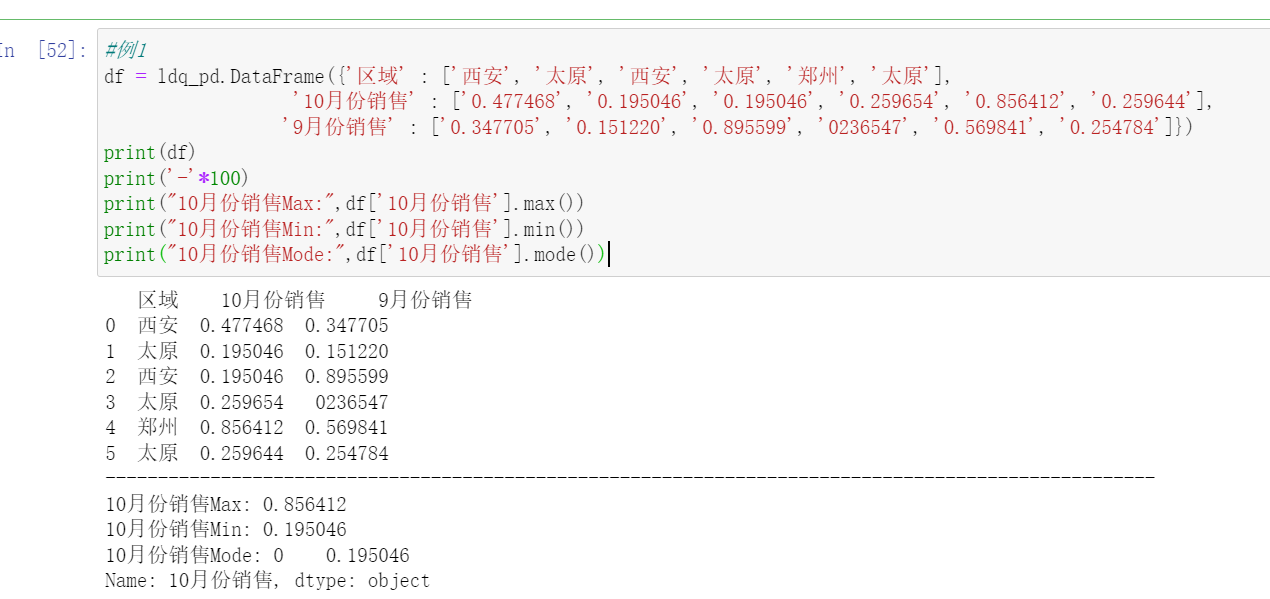 In [52]:
#例1
df = ldq_pd.DataFrame({'区域' : ['西安', '太原', '西安', '太原', '郑州', '太原'],
'10月份销售' : ['0.477468', '0.195046', '0.195046', '0.259654', '0.856412', '0.259644'],
'9月份销售' : ['0.347705', '0.151220', '0.895599', '0236547', '0.569841', '0.254784']})
print(df)
print('-'*100)
print("10月份销售Max:",df['10月份销售'].max())
print("10月份销售Min:",df['10月份销售'].min())
print("10月份销售Mode:",df['10月份销售'].mode())
区域 10月份销售 9月份销售
0 西安 0.477468 0.347705
1 太原 0.195046 0.151220
2 西安 0.195046 0.895599
3 太原 0.259654 0236547
4 郑州 0.856412 0.569841
5 太原 0.259644 0.254784
----------------------------------------------------------------------------------------------------
10月份销售Max: 0.856412
10月份销售Min: 0.195046
10月份销售Mode: 0 0.195046
Name: 10月份销售, dtype: object